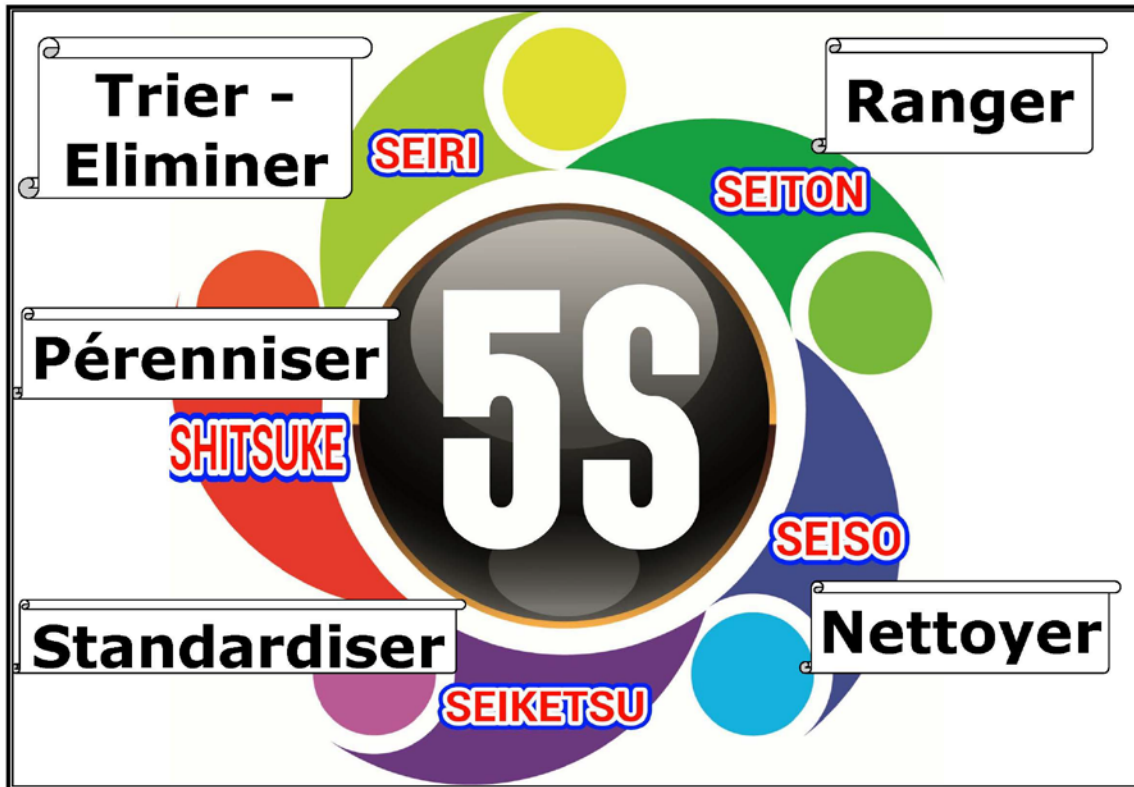 Trier -
Eliminer
SEIRI
Ranger
SEITON
5S
Pérenniser
SHITSUKE
SEISO
Nettoyer
Standardiser
SEIKETSU